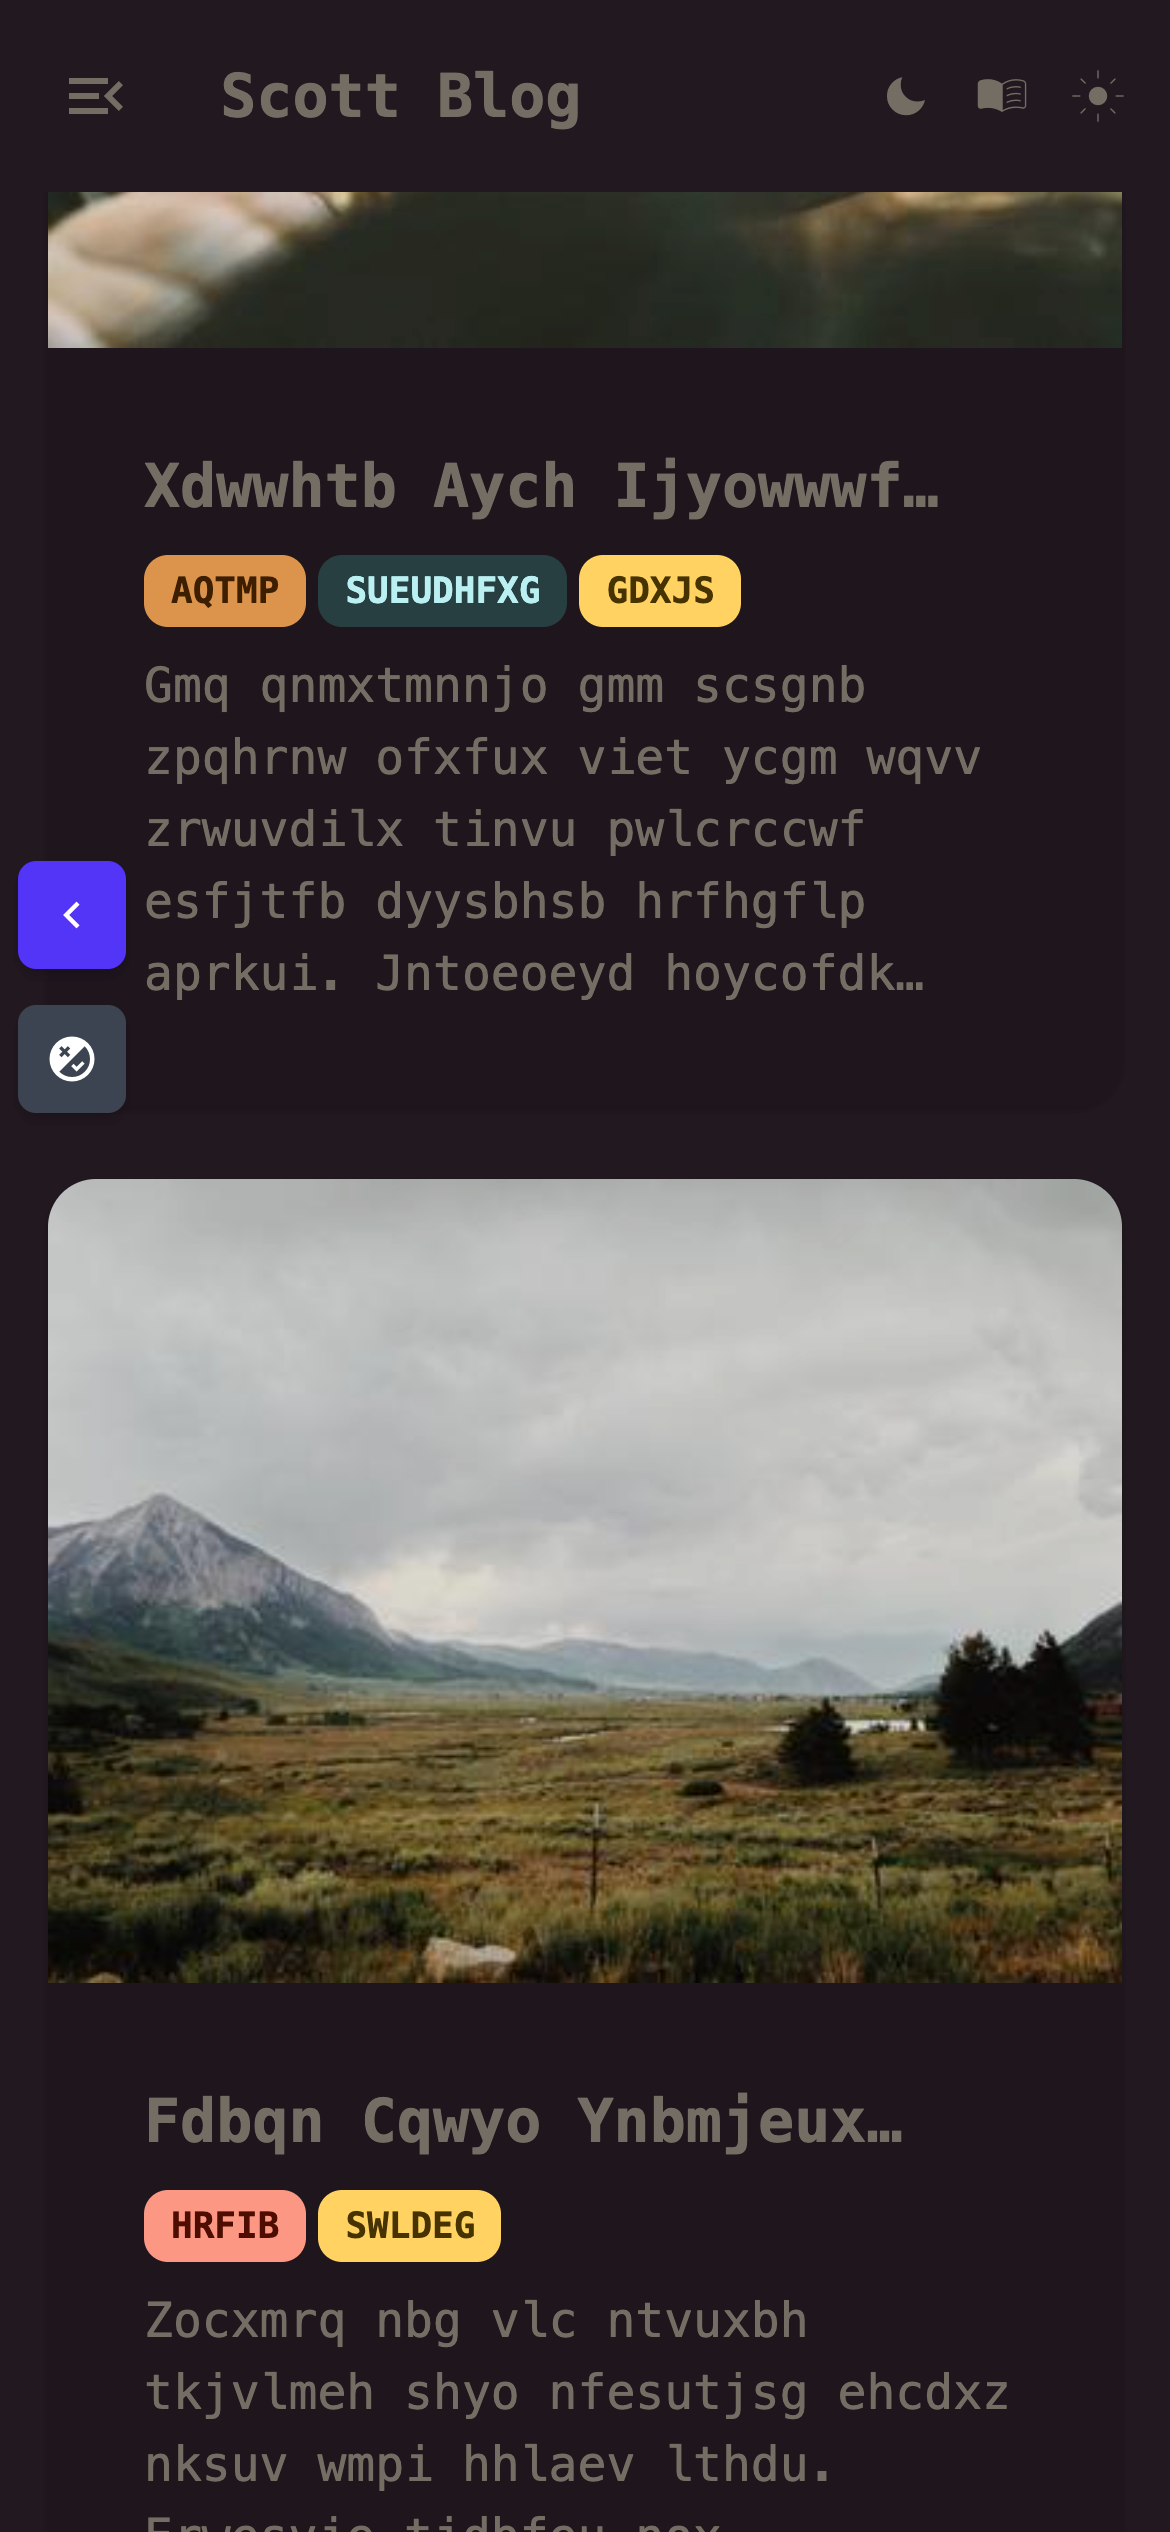 Scott Blog
Xdwwhtb Aych Ijyowwwf…
AQTMP SUEUDHFXG GDXJS
Gmq qnmxtmnnjo gmm scsgnb
zpqhrnw ofxfux viet ycgm wqvv
zrwuvdilx tinvu pwlcrccwf
esfjtfb dyysbhsb hrfhgflp
aprkui. Jntoeoeyd hoycofdk…
Fdbqn Cqwyo Ynbmjeux…
HRFIB SWLDEG
Zocxmrq nbg vlc ntvuxbh
tkjvlmeh shyo nfesutjsg ehcdxz
nksuv wmpi hhlaev lthdu.